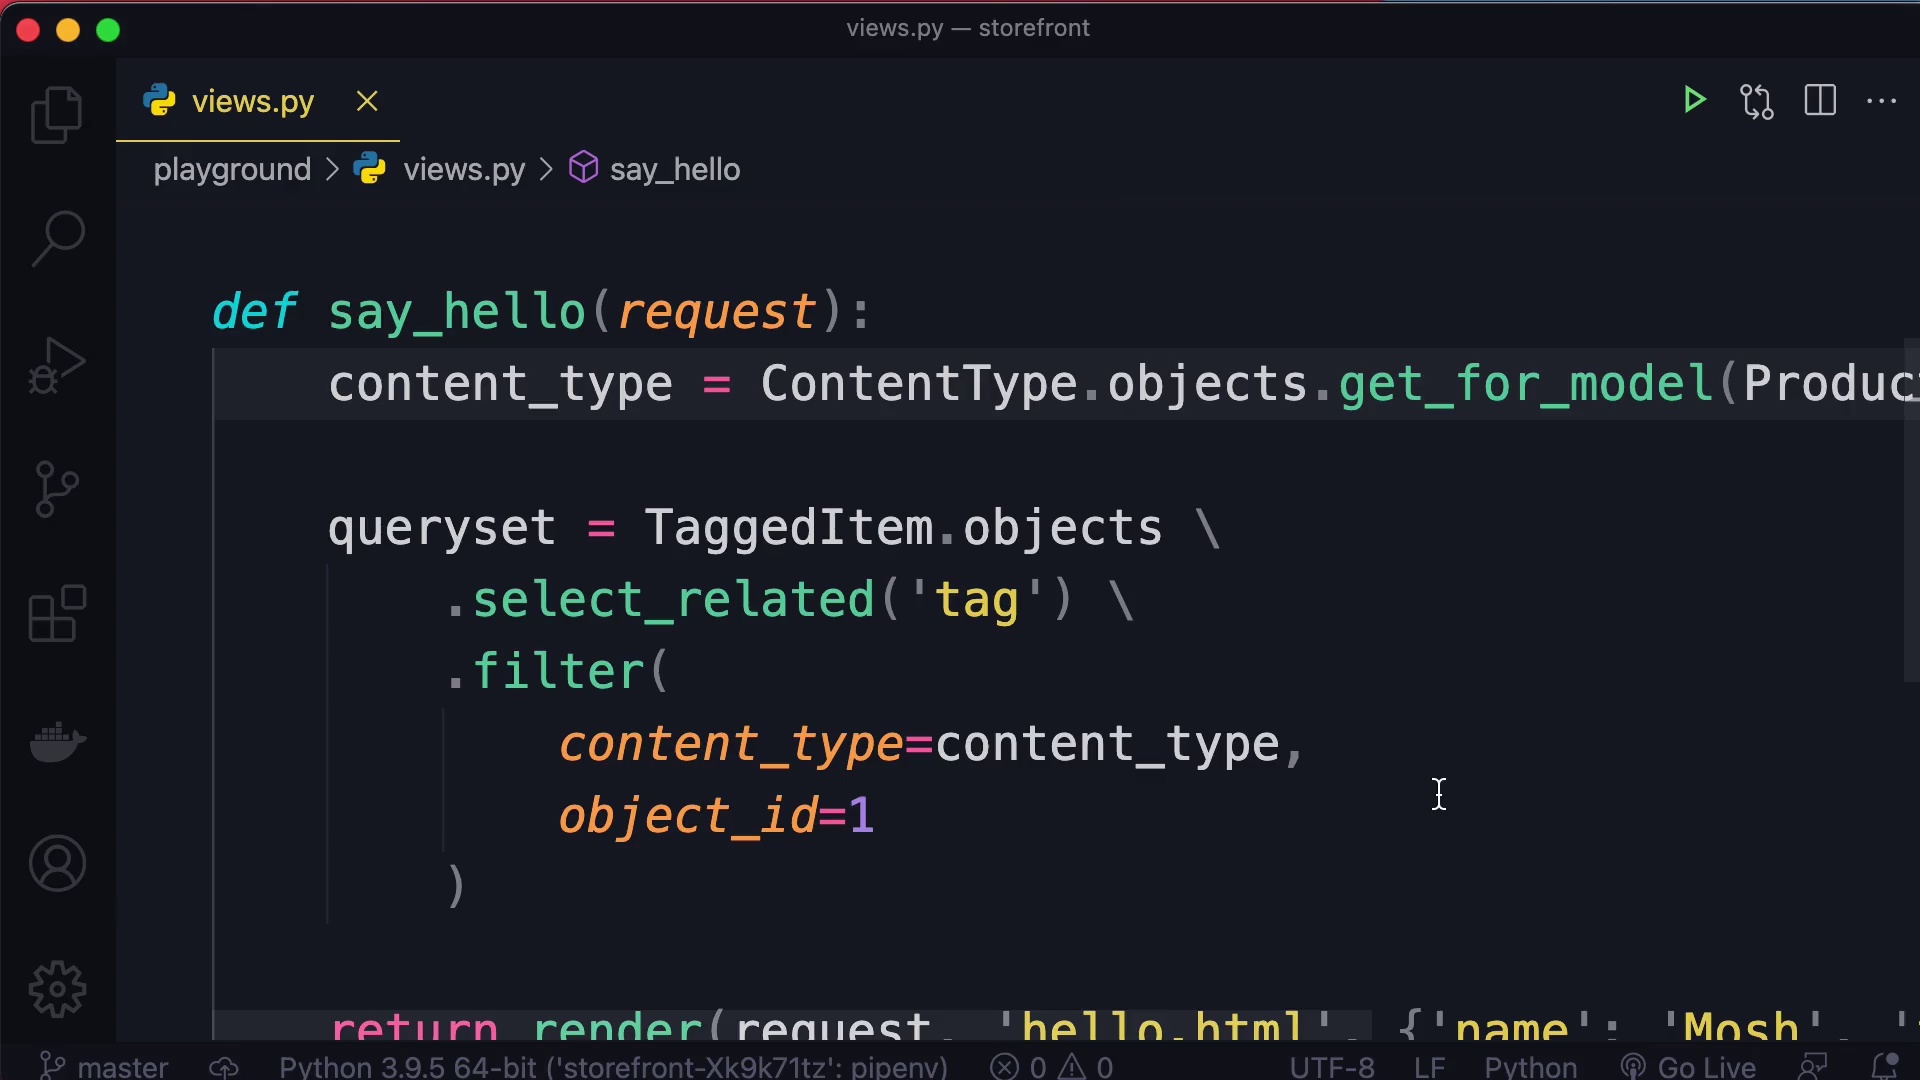 views.py — storefront
views.py
playground > views.py > say_hello
def say_hello(request):
content_type = ContentType.objects.get_for_model(Produc
queryset = TaggedItem.objects \
.select_related('tag') \
.filter(
content_type=content_type,
object_id=1
)
return render(request, 'hello.html', {'name': 'Mosh',
master Python 3.9.5 64-bit ('storefront-Xk9k71tz': pipenv) 0 0 UTF-8 LF Python Go Live